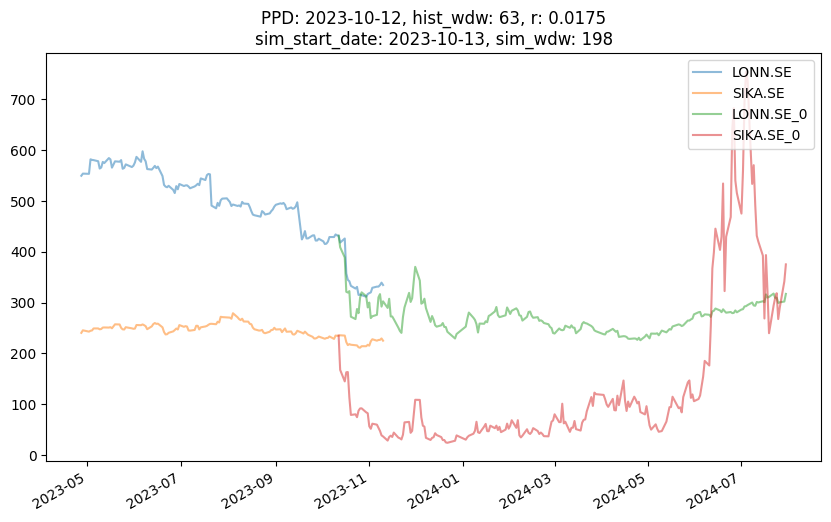 PPD: 2023-10-12, hist_wdw: 63, r: 0.0175
sim_start_date: 2023-10-13, sim_wdw: 198
LONN.SE
SIKA.SE
LONN.SE_0
SIKA.SE_0
700
600
500
400
300
200
100
0
2023-05
2023-07
2023-09
2023-11
2024-01
2024-03
2024-05
2024-07